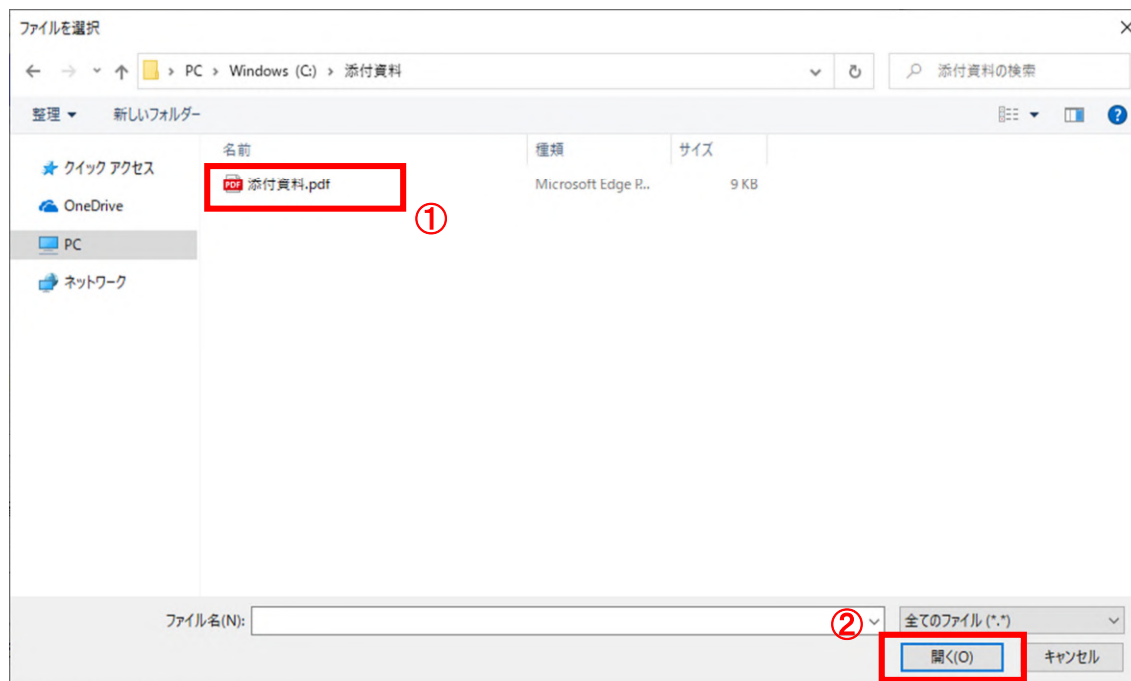 ファイルを選択
PC › Windows (C:) › 添付資料
添付資料の検索
整理 新しいフォルダー
クイック アクセス
OneDrive
PC
ネットワーク
名前 種類 サイズ
PDF 添付資料.pdf Microsoft Edge P... 9 KB
①
ファイル名(N):
②
全てのファイル (*.*)
開く(O) キャンセル